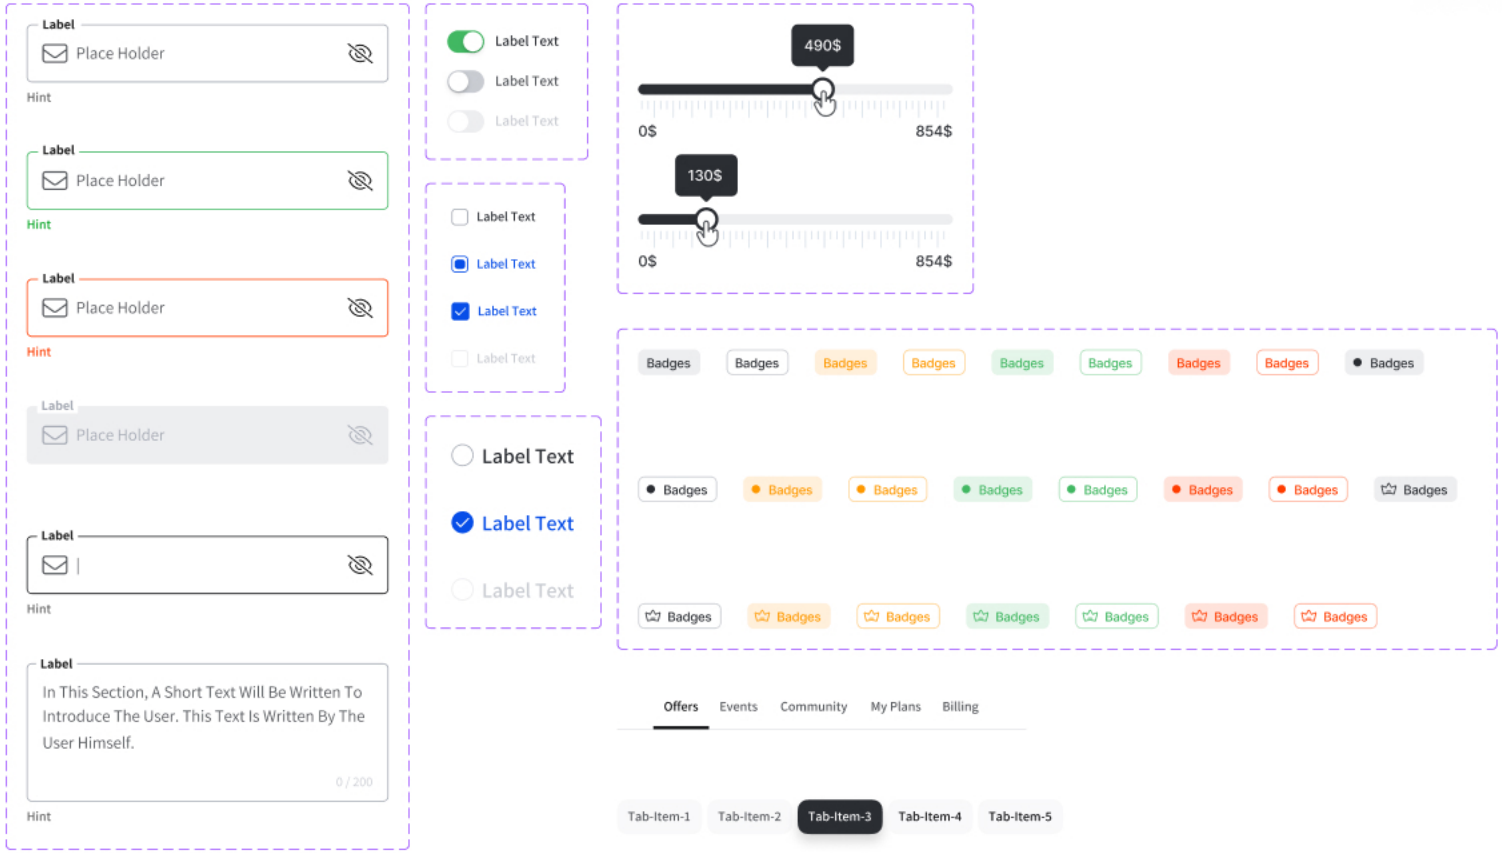 Label
Place Holder
Hint
Label
Place Holder
Hint
Label
Place Holder
Hint
Label
Place Holder
Label
Hint
Label
In This Section, A Short Text Will Be Written To
Introduce The User. This Text Is Written By The
User Himself.
0 / 200
Hint
Label Text
Label Text
Label Text
Label Text
Label Text
Label Text
Label Text
Label Text
Label Text
Label Text
490$
0$ 854$
130$
0$ 854$
Badges Badges Badges Badges Badges Badges Badges Badges Badges
Badges Badges Badges Badges Badges Badges Badges Badges
Badges Badges Badges Badges Badges Badges Badges
Offers Events Community My Plans Billing
Tab-Item-1 Tab-Item-2 Tab-Item-3 Tab-Item-4 Tab-Item-5